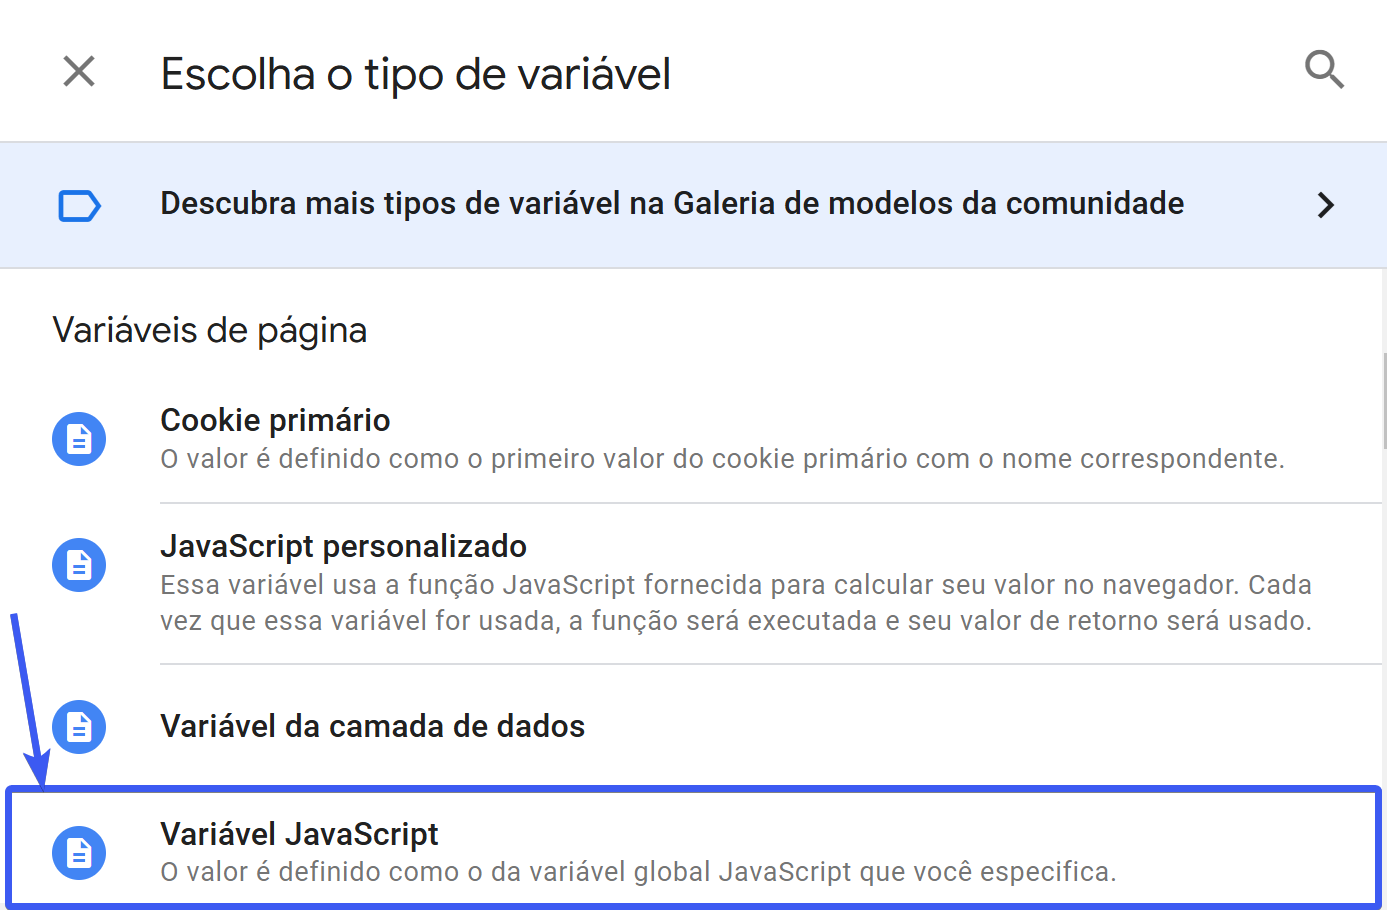 Escolha o tipo de variável
Descubra mais tipos de variável na Galeria de modelos da comunidade
Variáveis de página
Cookie primário
O valor é definido como o primeiro valor do cookie primário com o nome correspondente.
JavaScript personalizado
Essa variável usa a função JavaScript fornecida para calcular seu valor no navegador. Cada
vez que essa variável for usada, a função será executada e seu valor de retorno será usado.
Variável da camada de dados
Variável JavaScript
O valor é definido como o da variável global JavaScript que você especifica.